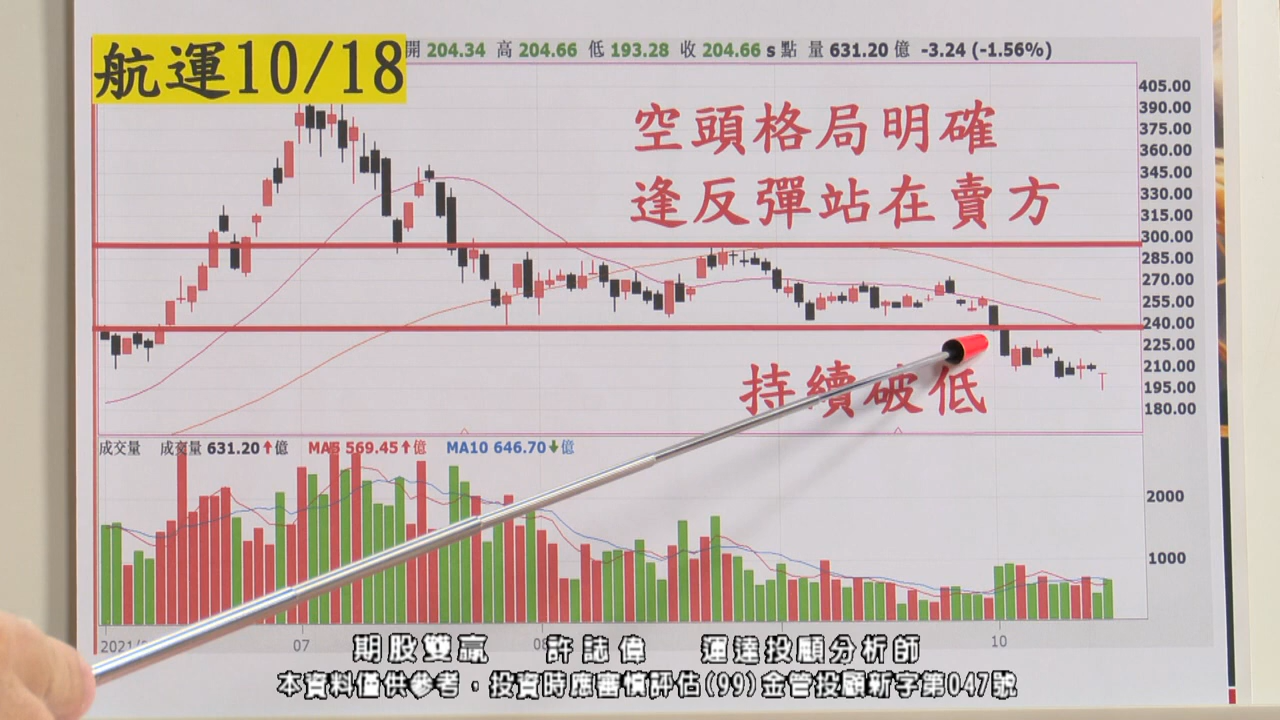 航運10/18
開 204.34 高 204.66 低 193.28 收 204.66 s 點 量 631.20 億 -3.24 (-1.56%)
空頭格局明確
逢反彈站在賣方
持續破低
405.00
390.00
375.00
360.00
345.00
330.00
315.00
300.00
285.00
270.00
255.00
240.00
225.00
210.00
195.00
180.00
成交量 成交量 631.20↑億 MA5 569.45↑億 MA10 646.70↓億
2000
1000
2021/ 07 08 10
期股雙贏 許誌偉 運達投顧分析師
本資料僅供參考，投資時應審慎評估(99)金管投顧新字第047號